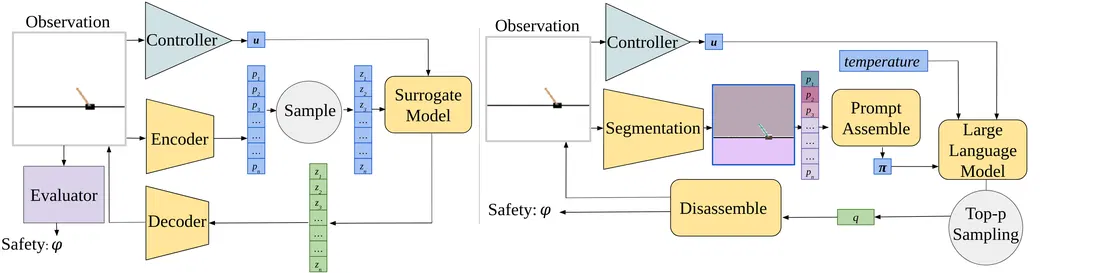 Observation
Controller
u
Encoder
p1
p2
p3
...
...
...
pn
Sample
z1
z2
z3
...
...
...
zn
Surrogate
Model
Evaluator
Safety: φ
Decoder
z1
z2
z3
...
...
...
zn
Observation
Controller
u
temperature
Segmentation
p1
p2
p3
...
...
...
pn
Prompt
Assemble
π
Large
Language
Model
Safety: φ
Disassemble
q
Top-p
Sampling